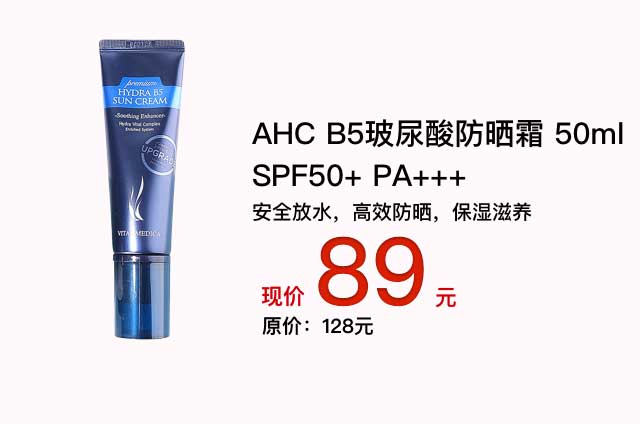 premium
HYDRA B5
SUN CREAM
-Soothing Enhancer-
Hydra Vital Complex
Enriched System
UPGRADE
VITA MEDICA
AHC B5玻尿酸防晒霜 50ml
SPF50+ PA+++
安全放水，高效防晒，保湿滋养
现价 89 元
原价：128元